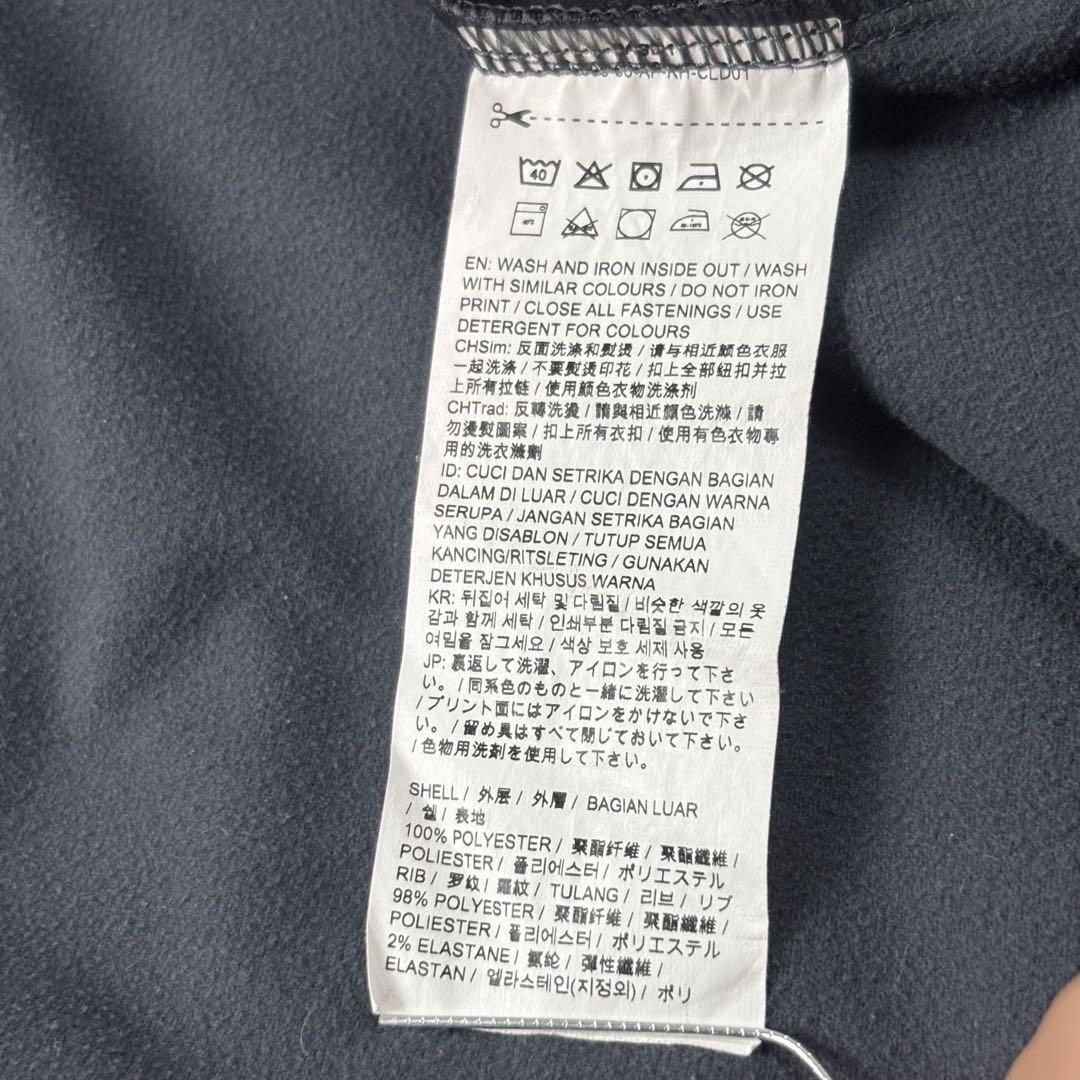 40
EN: WASH AND IRON INSIDE OUT / WASH
WITH SIMILAR COLOURS / DO NOT IRON
PRINT / CLOSE ALL FASTENINGS / USE
DETERGENT FOR COLOURS
CHSim: 反面洗涤和熨烫 / 请与相近颜色衣服
一起洗涤 / 不要熨烫印花 / 扣上全部纽扣并拉
上所有拉链 / 使用颜色衣物洗涤剂
CHTrad: 反轉洗燙 / 請與相近顏色洗滌 / 請
勿燙熨圖案 / 扣上所有衣扣 / 使用有色衣物專
用的洗衣滌劑
ID: CUCI DAN SETRIKA DENGAN BAGIAN
DALAM DI LUAR / CUCI DENGAN WARNA
SERUPA / JANGAN SETRIKA BAGIAN
YANG DISABLON / TUTUP SEMUA
KANCING/RITSLETING / GUNAKAN
DETERJEN KHUSUS WARNA
KR: 뒤집어 세탁 및 다림질 / 비슷한 색깔의 옷
감과 함께 세탁 / 인쇄부분 다림질 금지 / 모든
여밈을 잠그세요 / 색상 보호 세제 사용
JP: 裏返して洗濯、アイロンを行って下さ
い。 / 同系色のものと一緒に洗濯して下さい
/ プリント面にはアイロンをかけないで下さ
い。 / 留め具はすべて閉じておいて下さい。
/ 色物用洗剤を使用して下さい。
SHELL / 外层 / 外層 / BAGIAN LUAR
/ 쉘 / 表地
100% POLYESTER / 聚酯纤维 / 聚酯纖維 /
POLIESTER / 폴리에스터 / ポリエステル
RIB / 罗纹 / 羅紋 / TULANG / 리브 / リブ
98% POLYESTER / 聚酯纤维 / 聚酯纖維 /
POLIESTER / 폴리에스터 / ポリエステル
2% ELASTANE / 氨纶 / 彈性纖維 /
ELASTAN / 엘라스테인(지정외) / ポリ